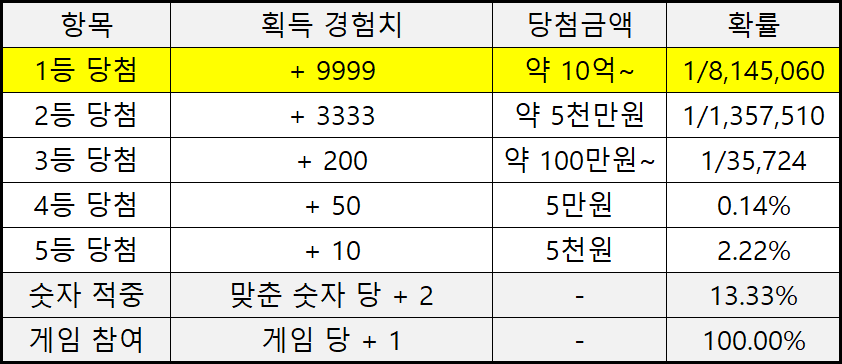 항목 획득 경험치 당첨금액 확률
1등 당첨 + 9999 약 10억~ 1/8,145,060
2등 당첨 + 3333 약 5천만원 1/1,357,510
3등 당첨 + 200 약 100만원~ 1/35,724
4등 당첨 + 50 5만원 0.14%
5등 당첨 + 10 5천원 2.22%
숫자 적중 맞춘 숫자 당 + 2 - 13.33%
게임 참여 게임 당 + 1 - 100.00%